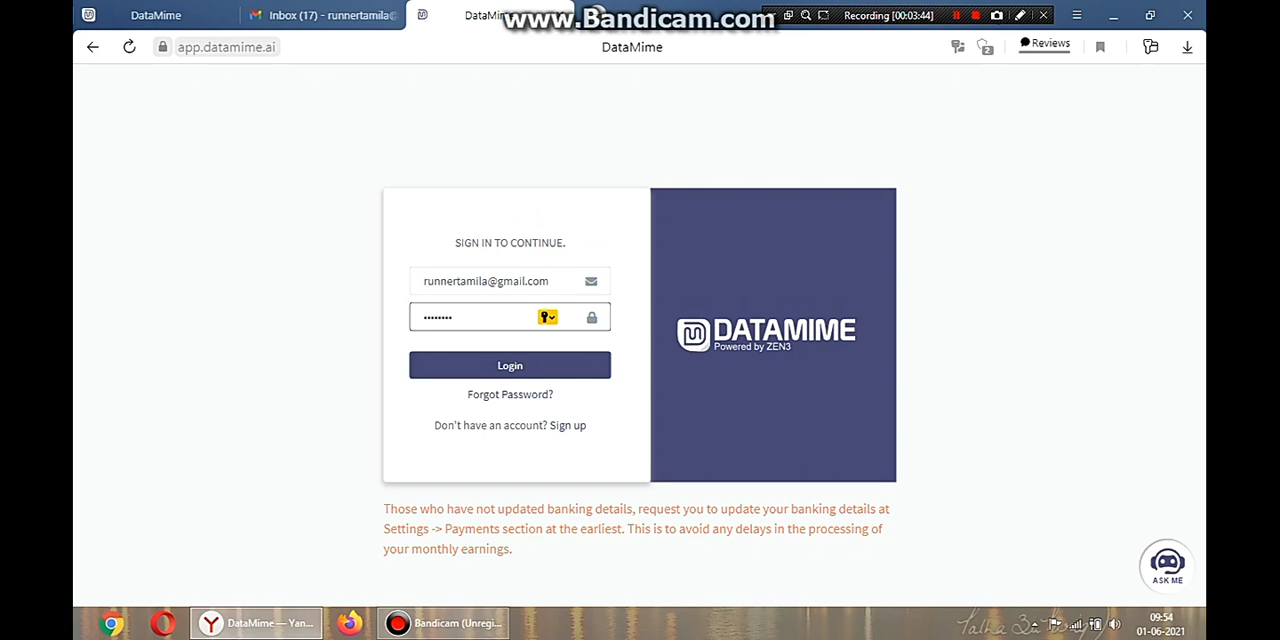 www.Bandicam.com
DataMime
Inbox (17) - runnertamila@
Recording [00:03:44]
app.datamime.ai
DataMime
2
Reviews
SIGN IN TO CONTINUE.
runnertamila@gmail.com
••••••••
Login
Forgot Password?
Don't have an account? Sign up
DATAMIME
Powered by ZEN3
Those who have not updated banking details, request you to update your banking details at
Settings -> Payments section at the earliest. This is to avoid any delays in the processing of
your monthly earnings.
ASK ME
DataMime — Yan...
Bandicam (Unregi...
09:54
01-06-2021